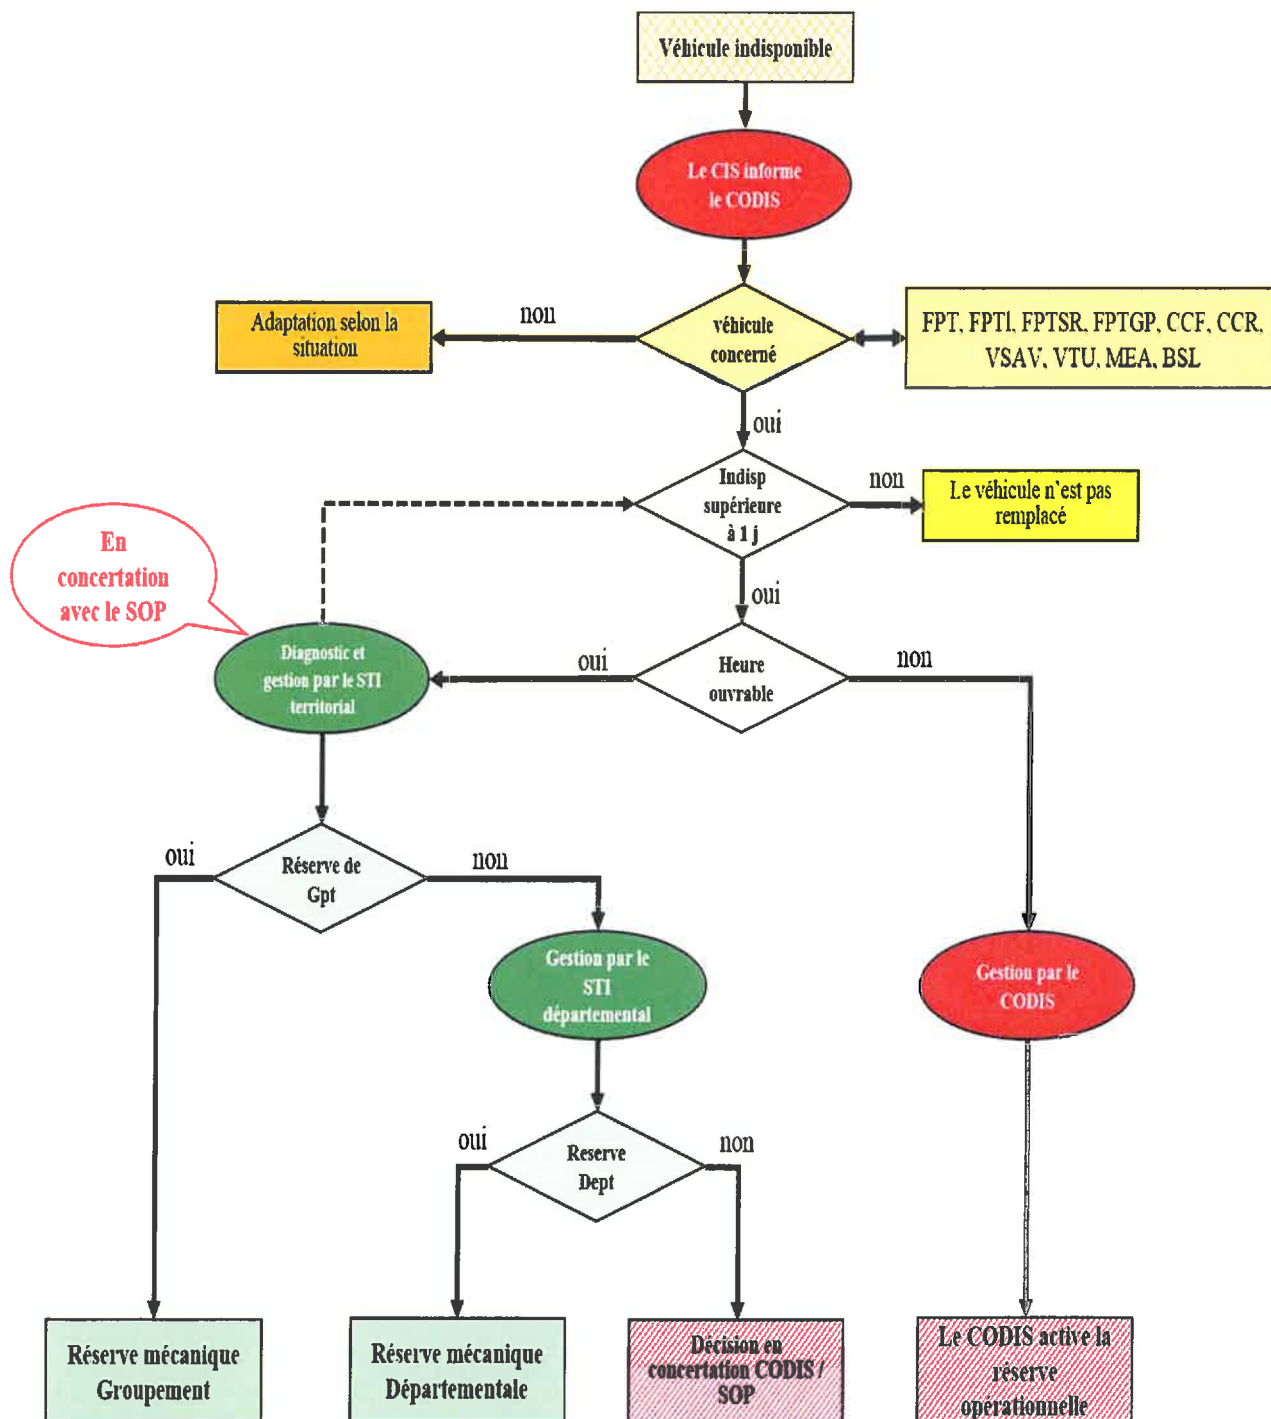 Véhicule indisponible
Le CIS informe
le CODIS
non
Adaptation selon la
situation
véhicule
concerné
FPT, FPTl, FPTSR, FPTGP, CCF, CCR,
VSAV, VTU, MEA, BSL
oui
Indisp
supérieure
à 1 j
non
Le véhicule n'est pas
remplacé
En
concertation
avec le SOP
oui
Diagnostic et
gestion par le STI
territorial
oui
Heure
ouvrable
non
oui
Réserve de
Gpt
non
Gestion par le
STI
départemental
Gestion par le
CODIS
oui
Reserve
Dept
non
Réserve mécanique
Groupement
Réserve mécanique
Départementale
Décision en
concertation CODIS /
SOP
Le CODIS active la
réserve
opérationnelle